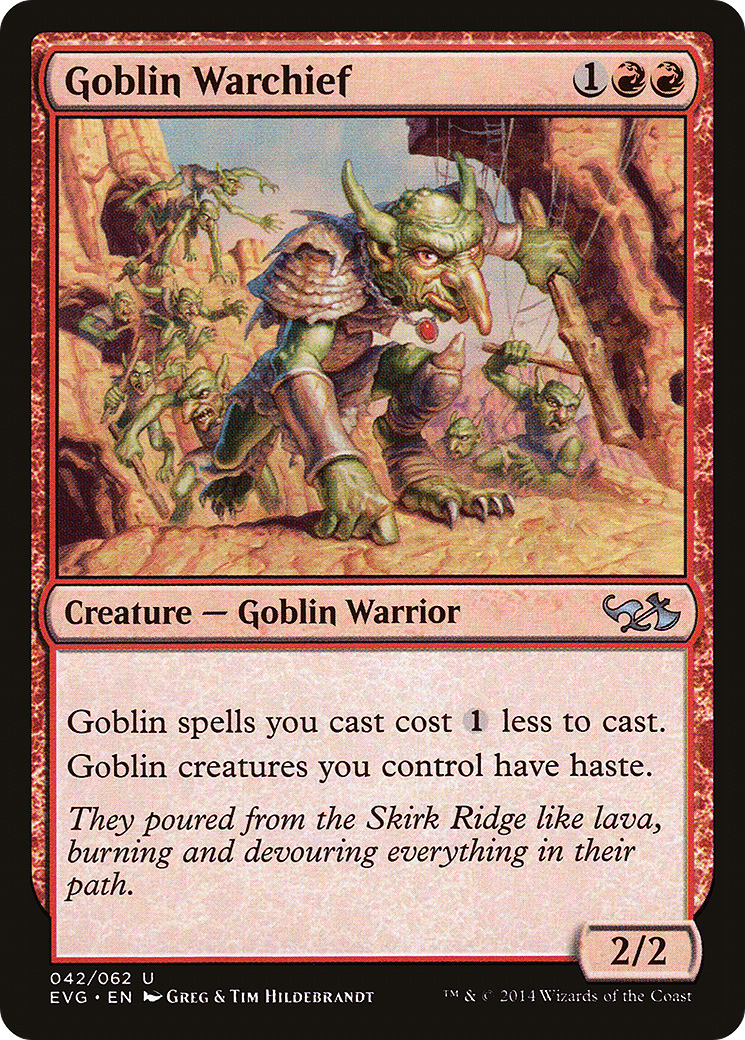 Goblin Warchief 1
Creature — Goblin Warrior
Goblin spells you cast cost 1 less to cast.
Goblin creatures you control have haste.
They poured from the Skirk Ridge like lava,
burning and devouring everything in their
path.
2/2
042/062 U
EVG • EN Greg & Tim Hildebrandt
™ & © 2014 Wizards of the Coast